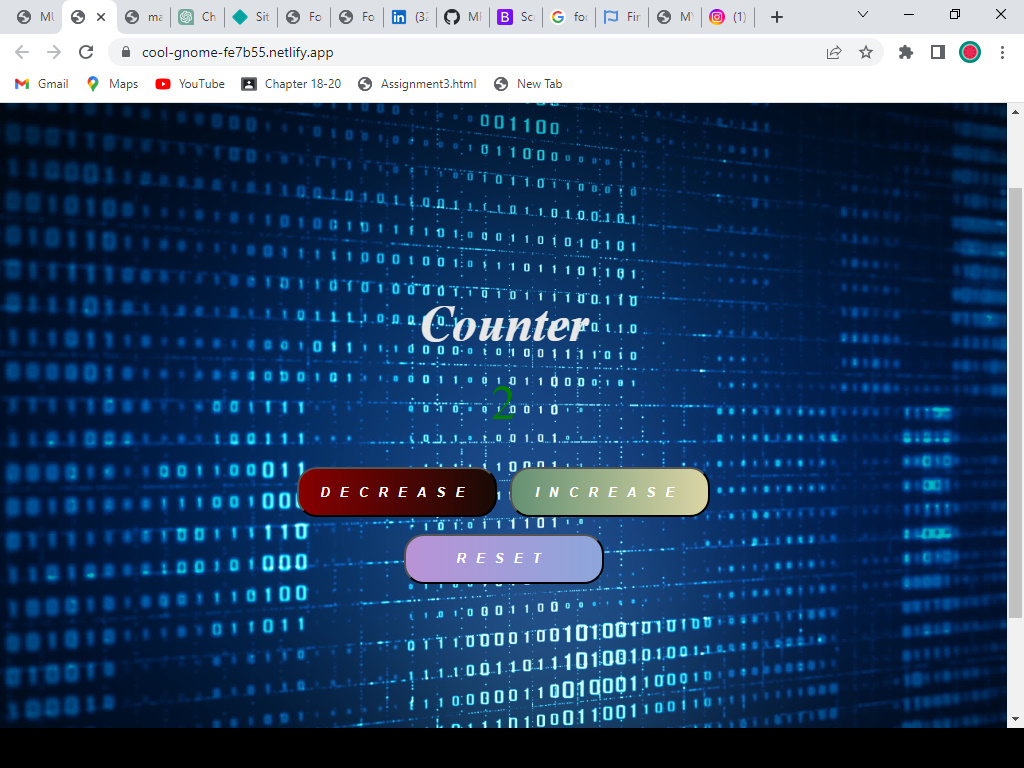 MU
ma
Ch
Sit
Fo
Fo
(32
MI
Sc
foo
Fir
MY
(1)
cool-gnome-fe7b55.netlify.app
Gmail
Maps
YouTube
Chapter 18-20
Assignment3.html
New Tab
Counter
2
DECREASE
INCREASE
RESET